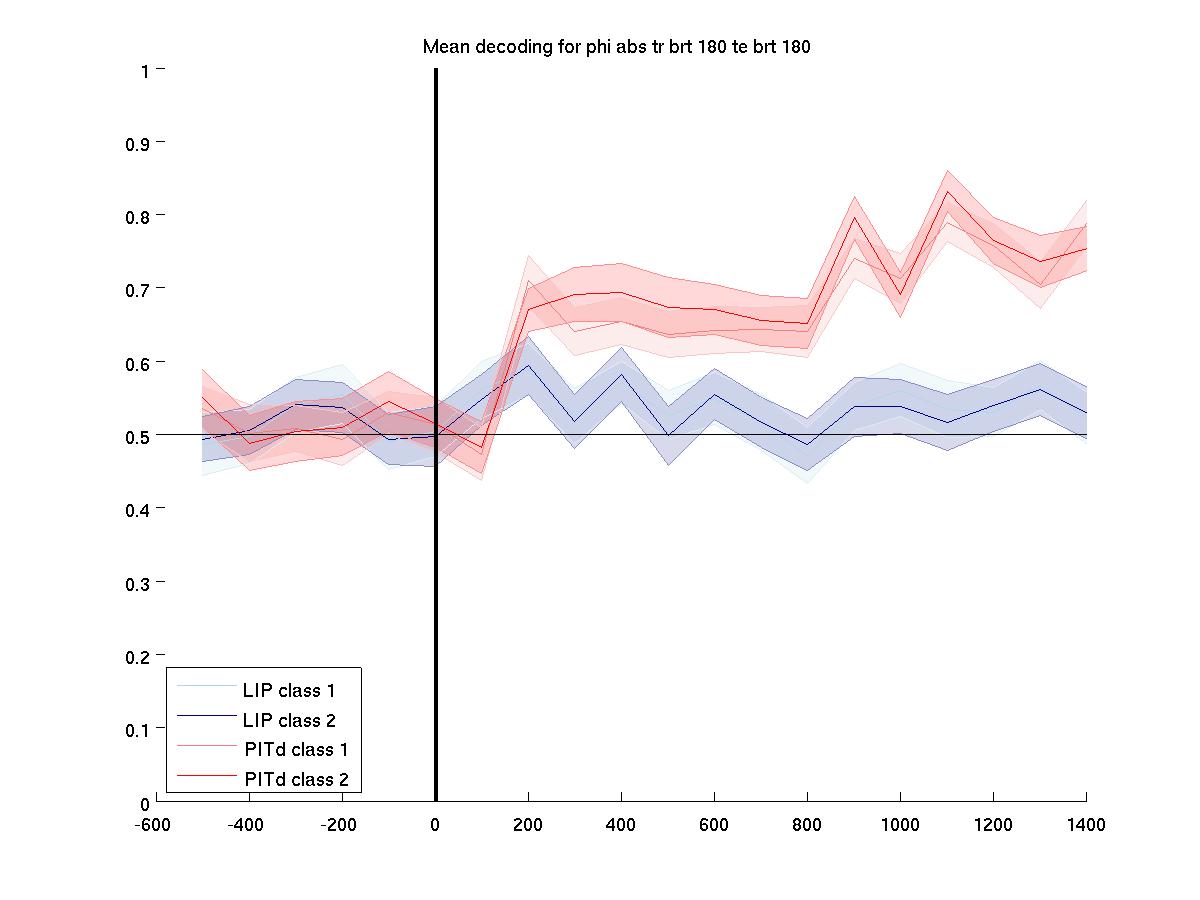 Mean decoding for phi abs tr brt 180 te brt 180
1
0.9
0.8
0.7
0.6
0.5
0.4
0.3
0.2
0.1
0
LIP class 1
LIP class 2
PITd class 1
PITd class 2
-600 -400 -200 0 200 400 600 800 1000 1200 1400